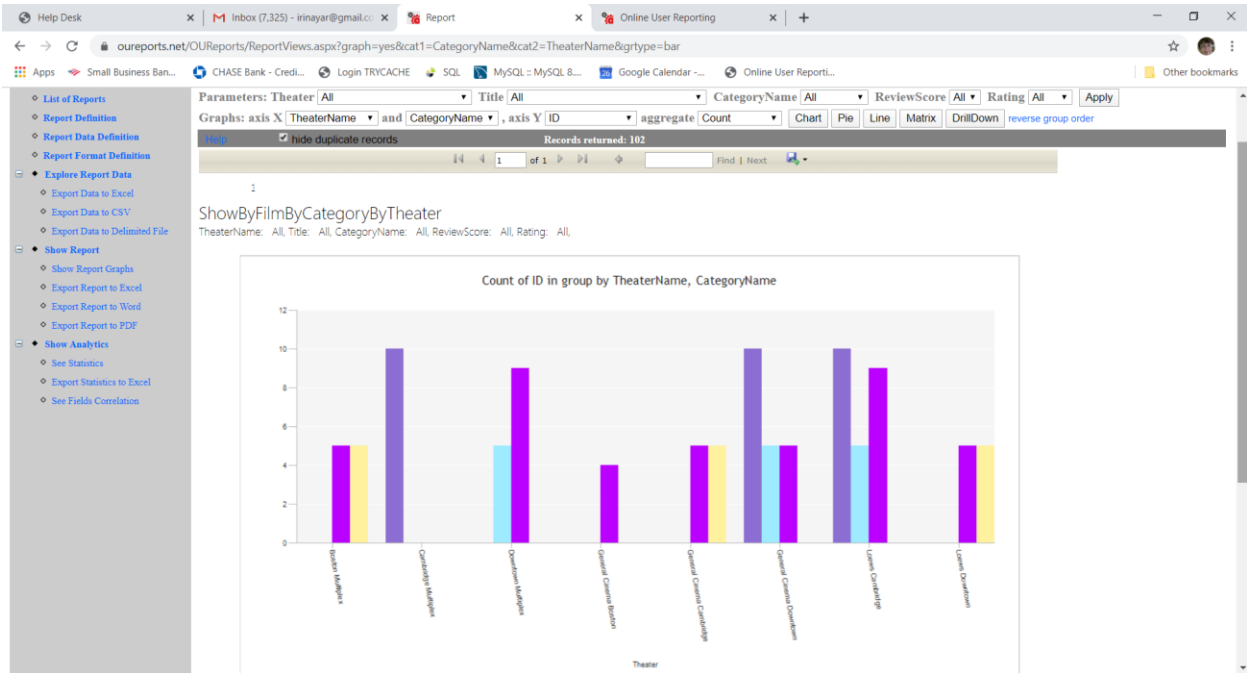 Help Desk
Inbox (7,325) - irinayar@gmail.co
Report
Online User Reporting
oureports.net/OUReports/ReportViews.aspx?graph=yes&cat1=CategoryName&cat2=TheaterName&grtype=bar
Apps Small Business Ban... CHASE Bank - Credi... Login TRYCACHE SQL MySQL :: MySQL 8.... 26 Google Calendar -... Online User Reporti... Other bookmarks
List of Reports
Report Definition
Report Data Definition
Report Format Definition
Explore Report Data
Export Data to Excel
Export Data to CSV
Export Data to Delimited File
Show Report
Show Report Graphs
Export Report to Excel
Export Report to Word
Export Report to PDF
Show Analytics
See Statistics
Export Statistics to Excel
See Fields Correlation
Parameters: Theater All Title All CategoryName All ReviewScore All Rating All Apply
Graphs: axis X TheaterName and CategoryName , axis Y ID aggregate Count Chart Pie Line Matrix DrillDown reverse group order
Help hide duplicate records Records returned: 102
1 of 1 Find | Next
1
ShowByFilmByCategoryByTheater
TheaterName: All, Title: All, CategoryName: All, ReviewScore: All, Rating: All,
Count of ID in group by TheaterName, CategoryName
12
10
8
6
4
2
0
Boston Multiplex
Cambridge Multiplex
Downtown Multiplex
General Cinema Boston
General Cinema Cambridge
General Cinema Downtown
Loews Cambridge
Loews Downtown
Theater